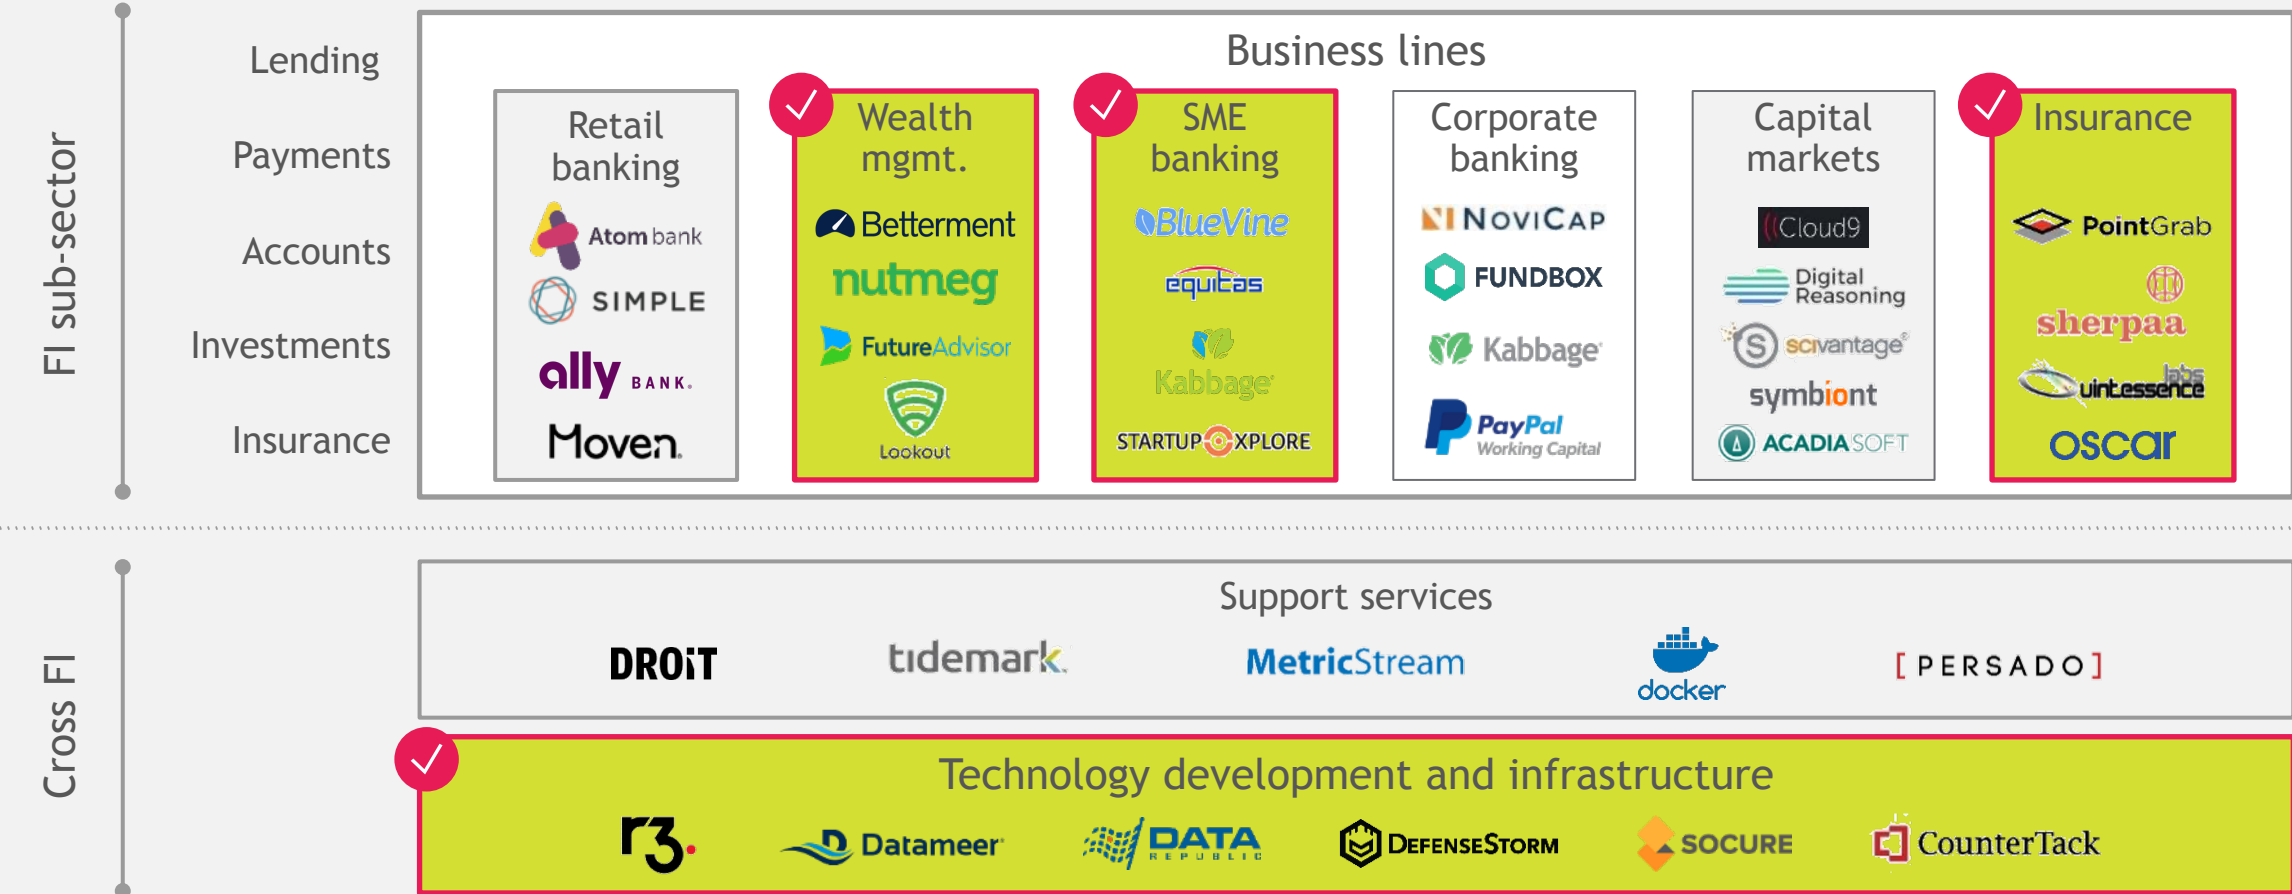 FI sub-sector
Lending
Payments
Accounts
Investments
Insurance
Business lines
Retail
banking
Atom bank
SIMPLE
ally BANK.
Moven.
Wealth
mgmt.
Betterment
nutmeg
FutureAdvisor
Lookout
SME
banking
BlueVine
equitas
Kabbage
STARTUP XPLORE
Corporate
banking
NOVICAP
FUNDBOX
Kabbage
PayPal
Working Capital
Capital
markets
Cloud9
Digital
Reasoning
scivantage®
symbiont
ACADIASOFT
Insurance
PointGrab
sherpaa
Quintessence labs
oscar
Cross FI
Support services
DROiT
tidemark
MetricStream
docker
[PERSADO]
Technology development and infrastructure
r3.
Datameer
DATA
REPUBLIC
DEFENSESTORM
SOCURE
CounterTack